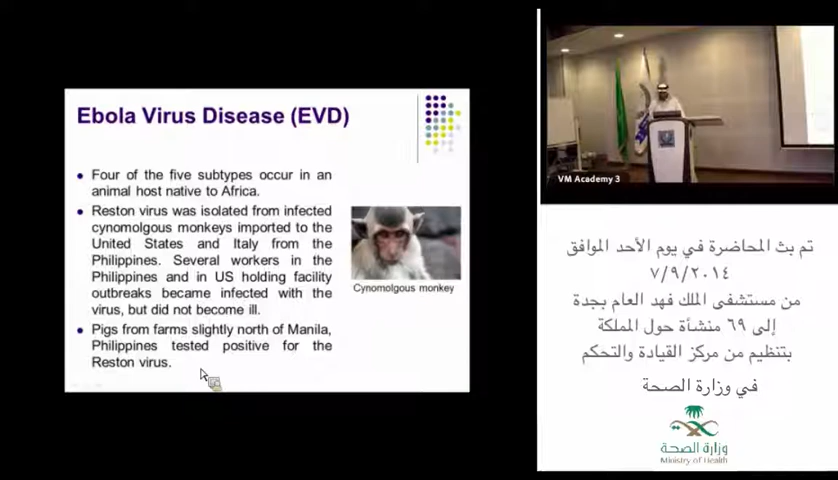 Ebola Virus Disease (EVD)
Four of the five subtypes occur in an
animal host native to Africa.
Reston virus was isolated from infected
cynomolgous monkeys imported to the
United States and Italy from the
Philippines. Several workers in the
Philippines and in US holding facility
outbreaks became infected with the
virus, but did not become ill.
Pigs from farms slightly north of Manila,
Philippines tested positive for the
Reston virus.
Cynomolgous monkey
VM Academy 3
تم بث المحاضرة في يوم الأحد الموافق
٧/٩/٢٠١٤
من مستشفى الملك فهد العام بجدة
إلى ٦٩ منشأة حول المملكة
بتنظيم من مركز القيادة والتحكم
في وزارة الصحة
وزارة الصحة
Ministry of Health